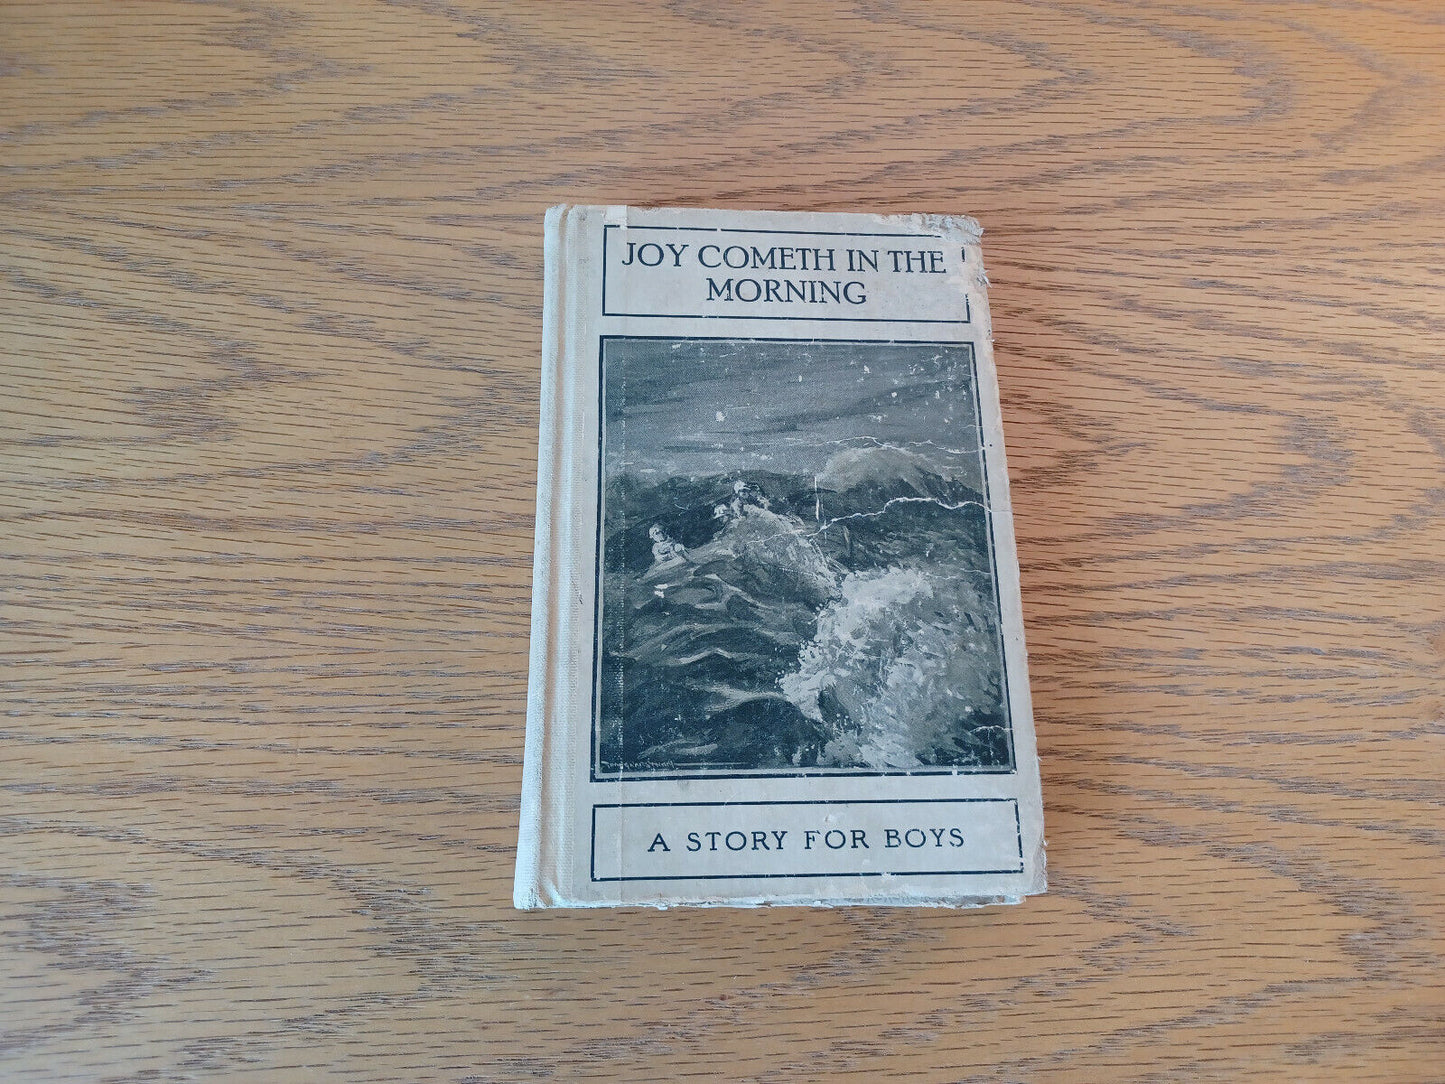 JOY COMETH IN THE
MORNING
A STORY FOR BOYS